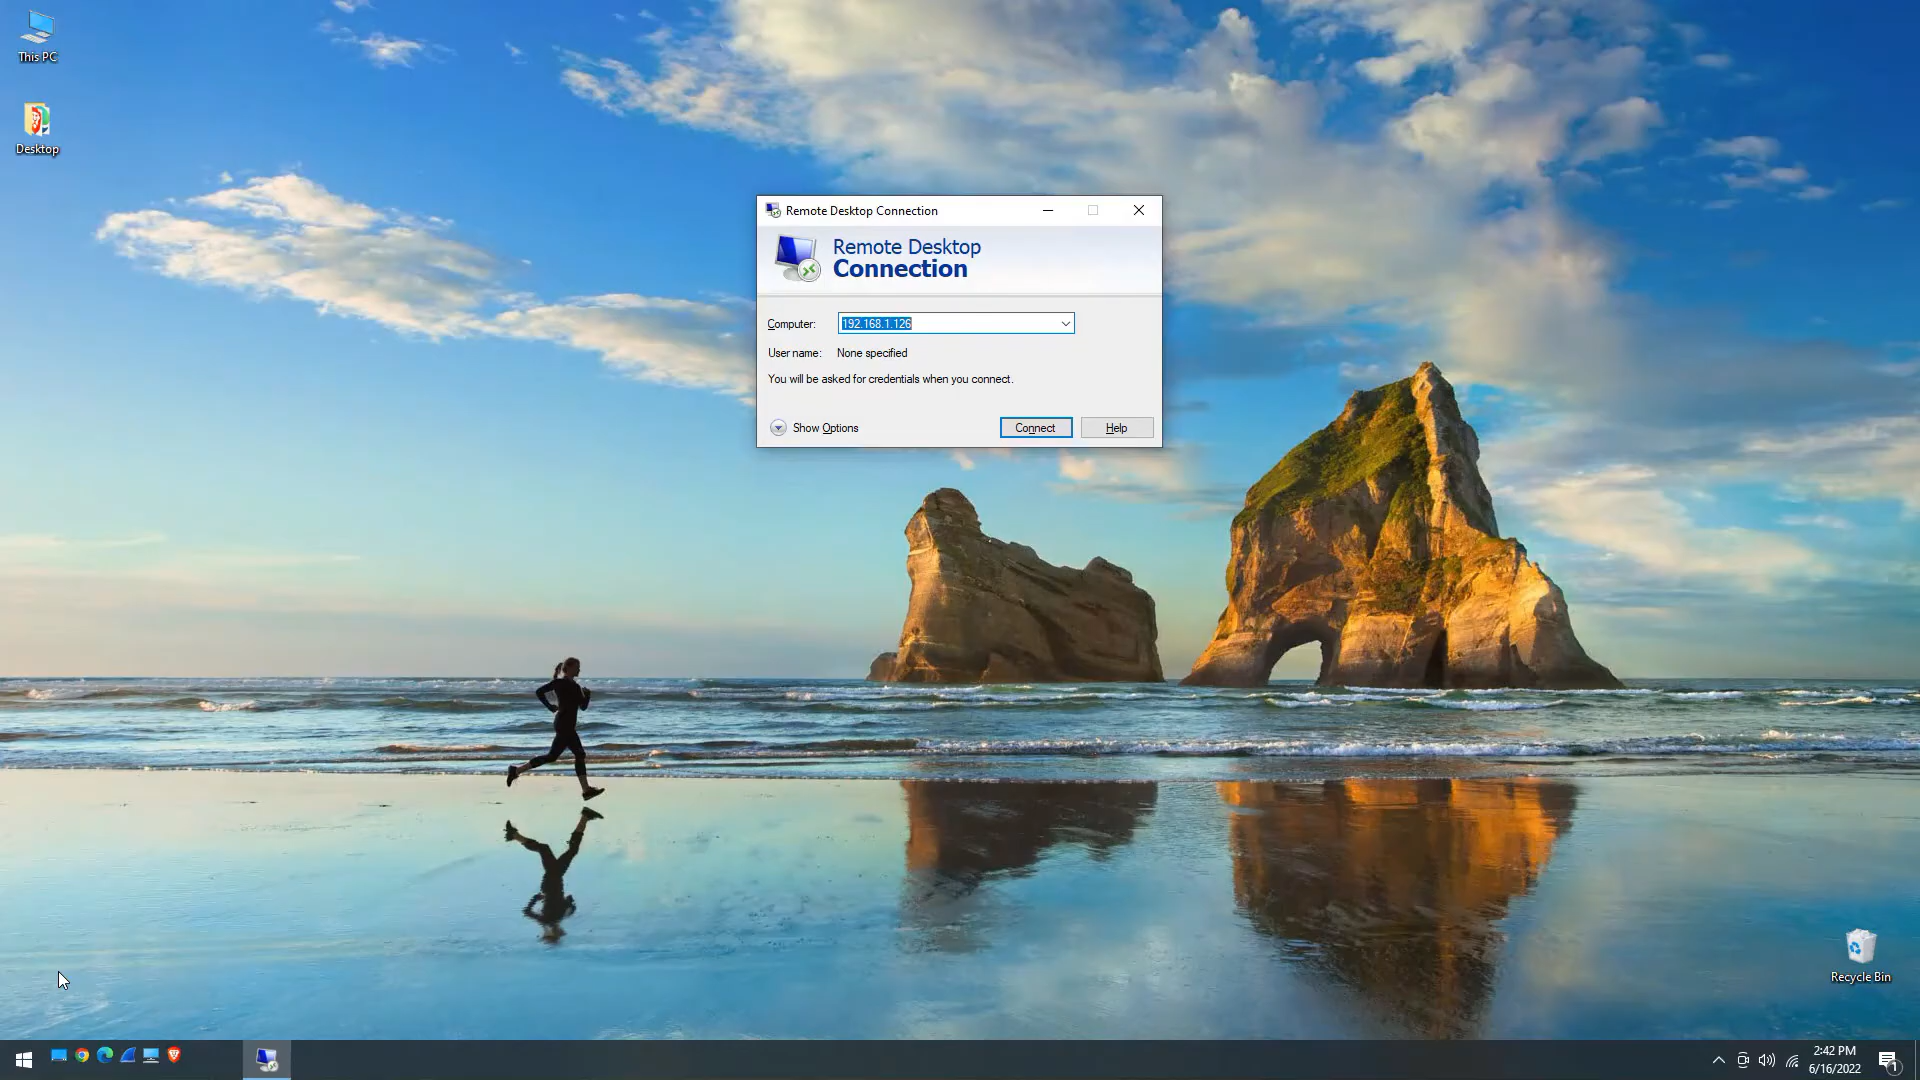 This PC
Desktop
Remote Desktop Connection
Remote Desktop
Connection
Computer: 192.168.1.126
User name: None specified
You will be asked for credentials when you connect.
Show Options
Connect
Help
Recycle Bin
2:42 PM
6/16/2022
1